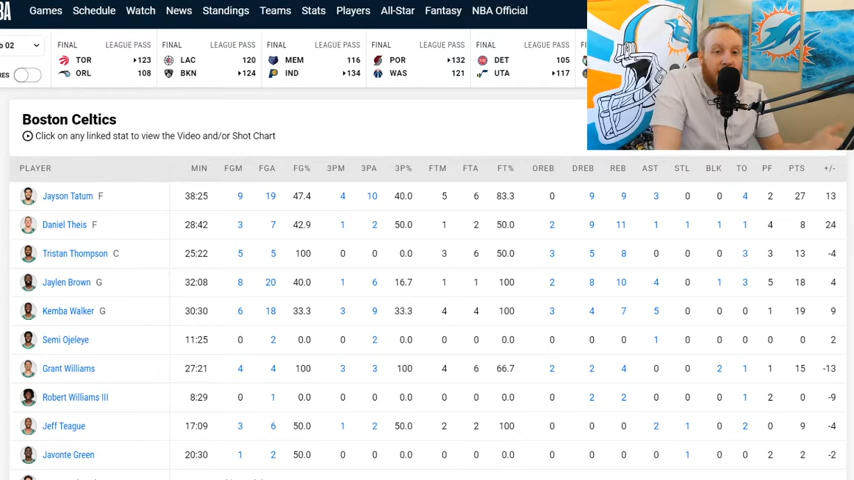 BA Games Schedule Watch News Standings Teams Stats Players All-Star Fantasy NBA Official
b 02 FINAL LEAGUE PASS FINAL LEAGUE PASS FINAL LEAGUE PASS FINAL LEAGUE PASS FINAL LEAGUE PASS
TOR 123 LAC 120 MEM 116 POR 132 DET 105
RES ORL 108 BKN 124 IND 134 WAS 121 UTA 117
Boston Celtics
Click on any linked stat to view the Video and/or Shot Chart
PLAYER MIN FGM FGA FG% 3PM 3PA 3P% FTM FTA FT% OREB DREB REB AST STL BLK TO PF PTS +/-
Jayson Tatum F 38:25 9 19 47.4 4 10 40.0 5 6 83.3 0 9 9 3 0 0 4 2 27 13
Daniel Theis F 28:42 3 7 42.9 1 2 50.0 1 2 50.0 2 9 11 1 1 1 1 4 8 24
Tristan Thompson C 25:22 5 5 100 0 0 0.0 3 6 50.0 3 5 8 0 0 0 3 3 13 -4
Jaylen Brown G 32:08 8 20 40.0 1 6 16.7 1 1 100 2 8 10 4 0 1 3 5 18 4
Kemba Walker G 30:30 6 18 33.3 3 9 33.3 4 4 100 3 4 7 5 0 0 0 1 19 9
Semi Ojeleye 11:25 0 2 0.0 0 2 0.0 0 0 0.0 0 0 0 1 0 0 0 0 0 2
Grant Williams 27:21 4 4 100 3 3 100 4 6 66.7 2 2 4 0 0 2 1 1 15 -13
Robert Williams III 8:29 0 1 0.0 0 0 0.0 0 0 0.0 0 2 2 0 0 0 1 2 0 -9
Jeff Teague 17:09 3 6 50.0 1 2 50.0 2 2 100 0 0 0 2 1 0 2 0 9 -4
Javonte Green 20:30 1 2 50.0 0 0 0.0 0 0 0.0 0 0 0 0 1 0 0 2 2 -2